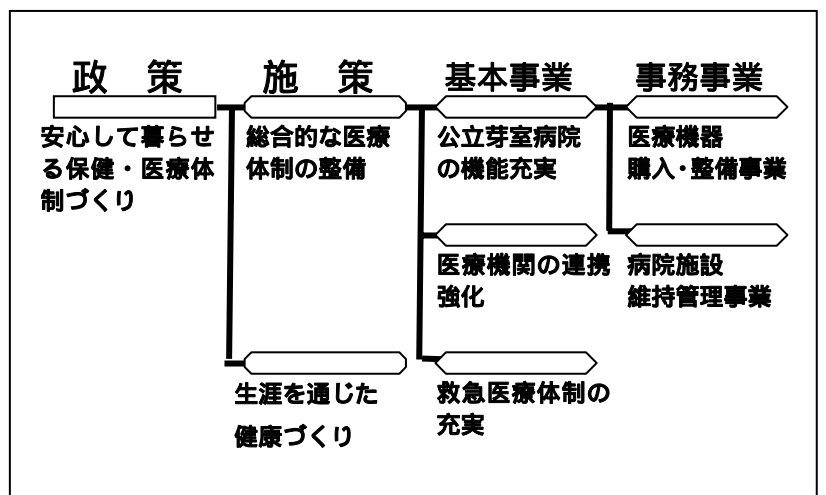 政　策
施　策
基本事業
事務事業
安心して暮らせ
る保健・医療体
制づくり
総合的な医療
体制の整備
公立芽室病院
の機能充実
医療機器
購入・整備事業
医療機関の連携
強化
病院施設
維持管理事業
生涯を通じた
健康づくり
救急医療体制の
充実